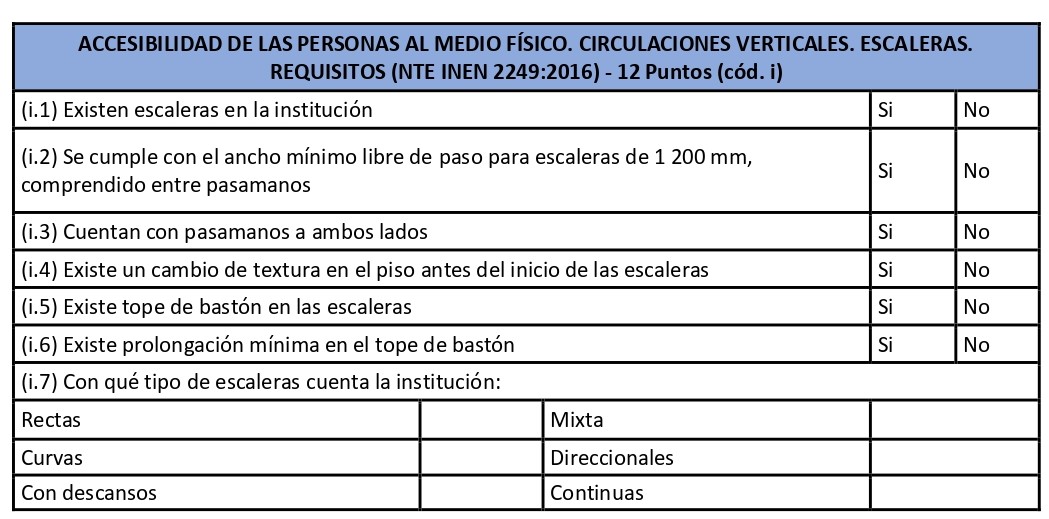 ACCESIBILIDAD DE LAS PERSONAS AL MEDIO FÍSICO. CIRCULACIONES VERTICALES. ESCALERAS.
REQUISITOS (NTE INEN 2249:2016) - 12 Puntos (cód. i)
(i.1) Existen escaleras en la institución Si No
(i.2) Se cumple con el ancho mínimo libre de paso para escaleras de 1 200 mm,
comprendido entre pasamanos Si No
(i.3) Cuentan con pasamanos a ambos lados Si No
(i.4) Existe un cambio de textura en el piso antes del inicio de las escaleras Si No
(i.5) Existe tope de bastón en las escaleras Si No
(i.6) Existe prolongación mínima en el tope de bastón Si No
(i.7) Con qué tipo de escaleras cuenta la institución:
Rectas Mixta
Curvas Direccionales
Con descansos Continuas